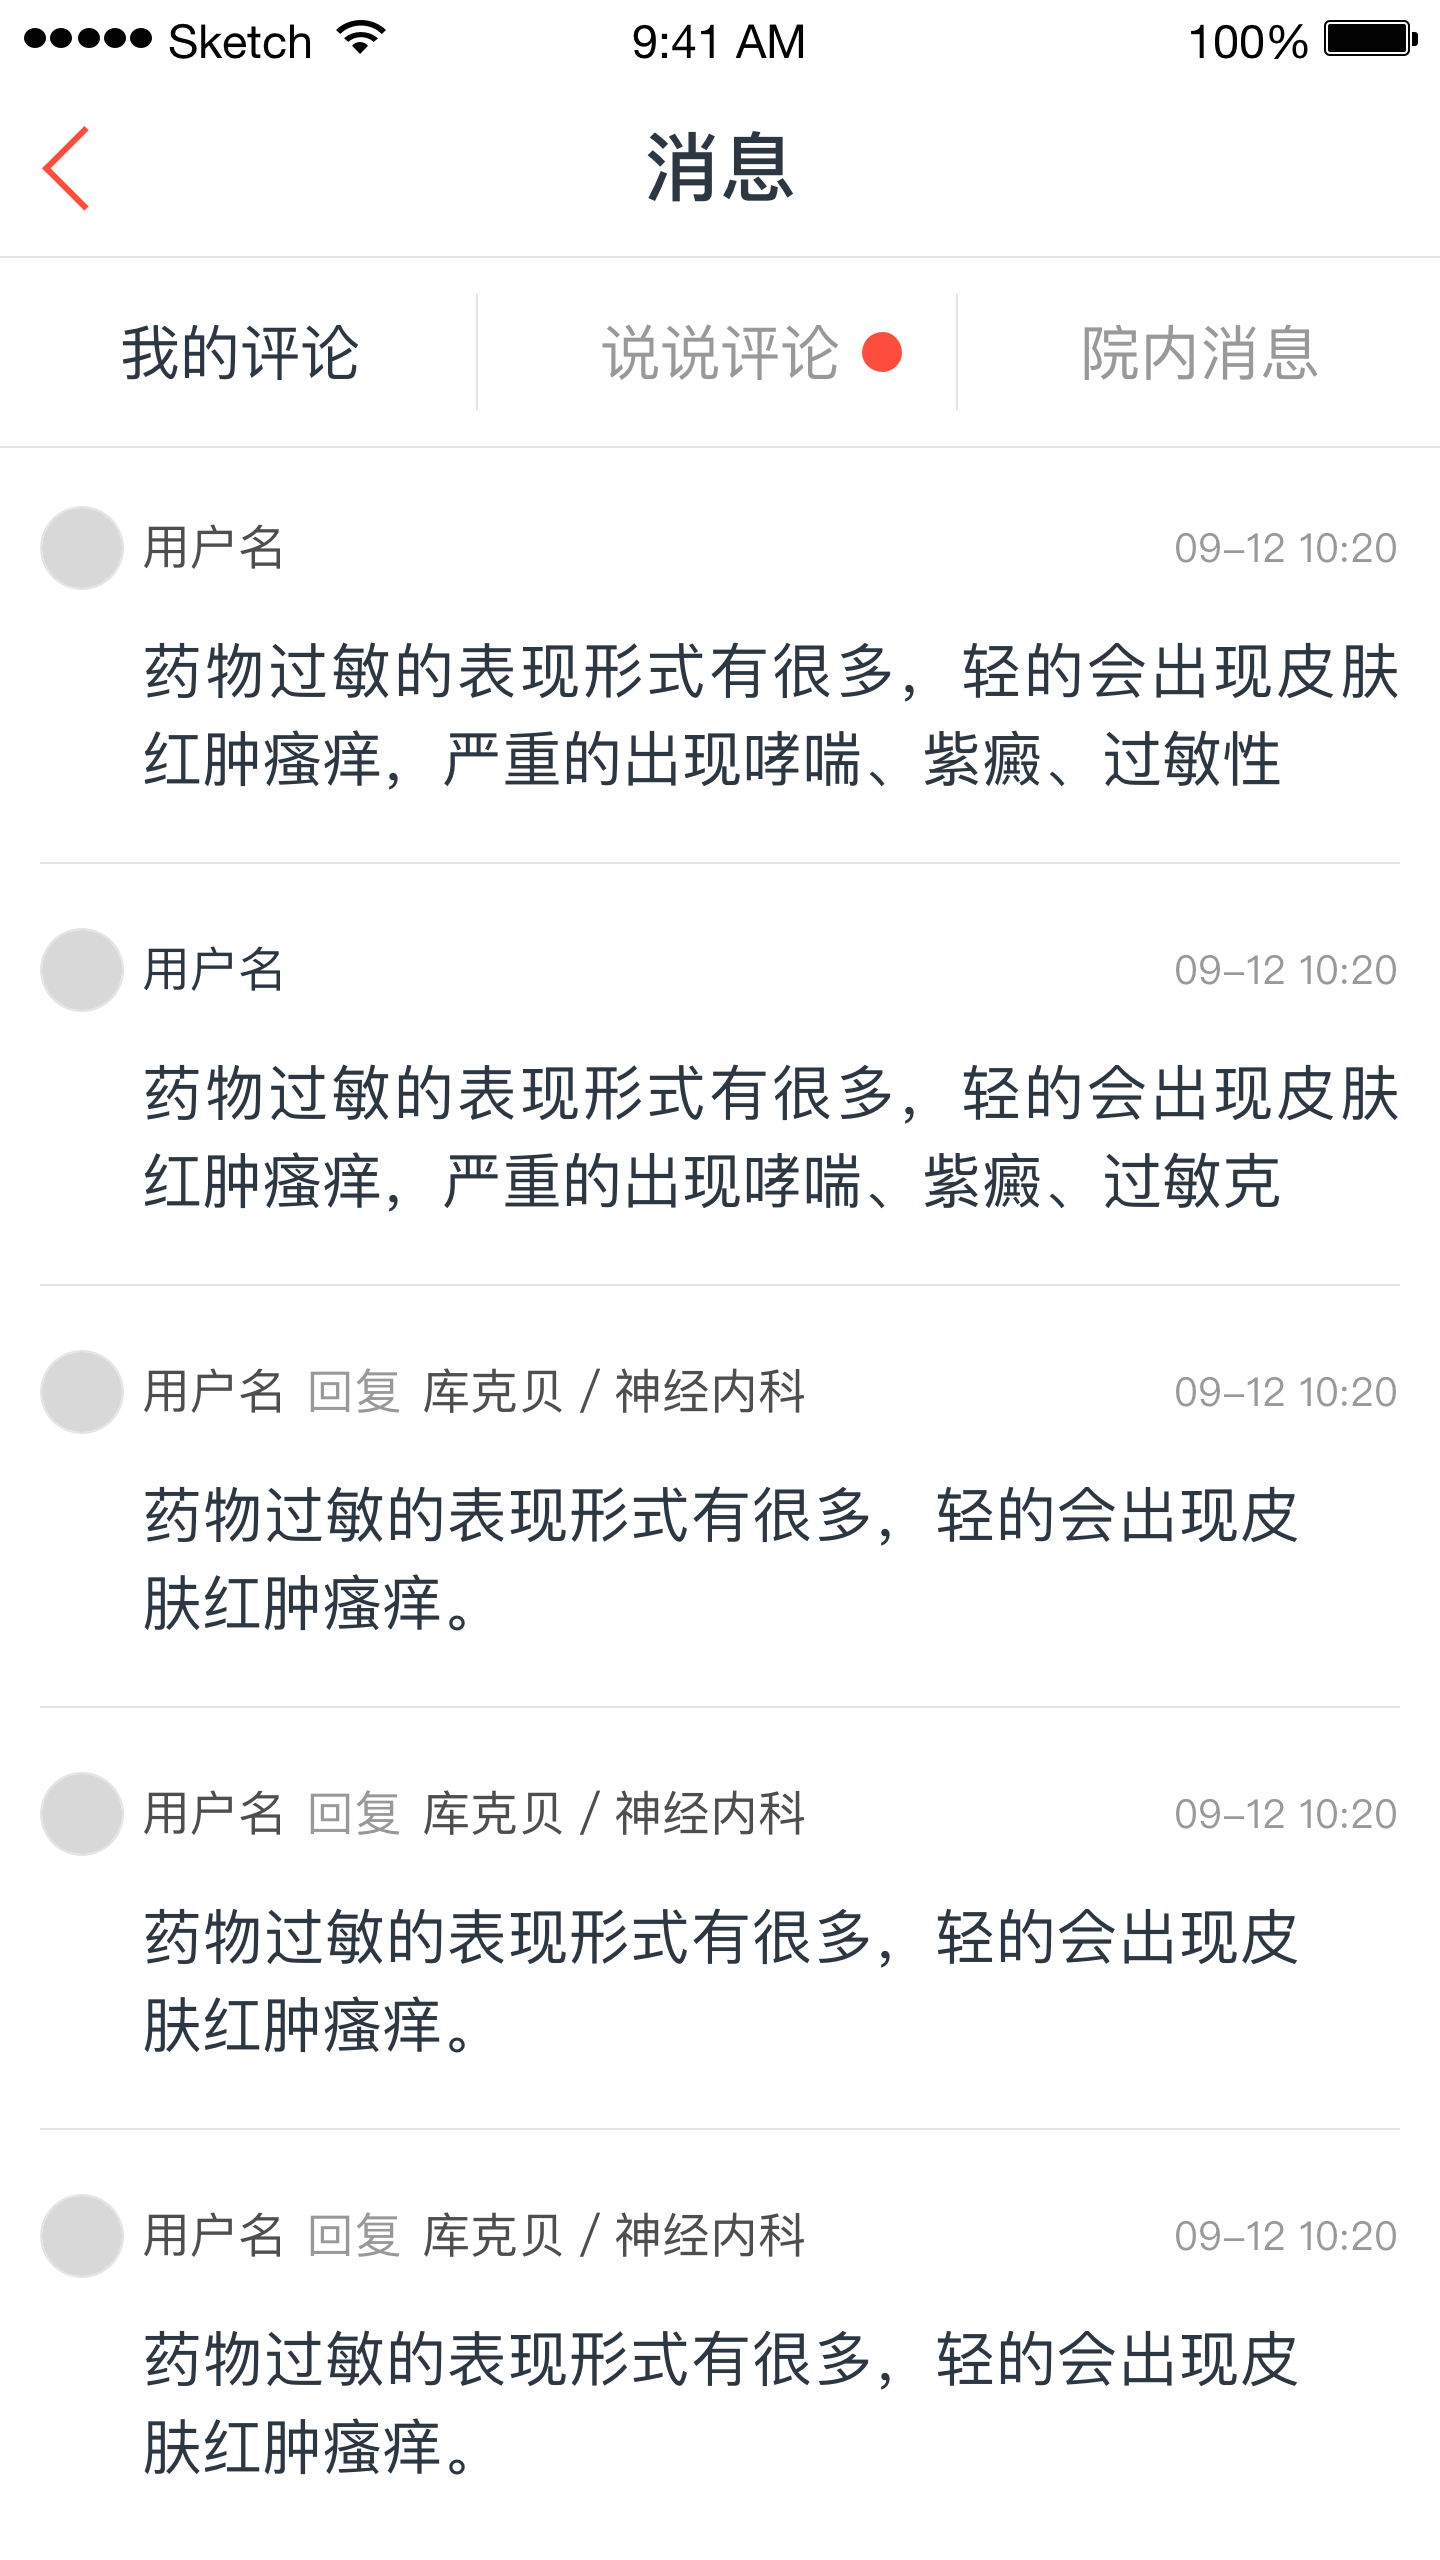 Sketch 9:41 AM 100%
消息
我的评论 说说评论 院内消息
用户名 09-12 10:20
药物过敏的表现形式有很多，轻的会出现皮肤
红肿瘙痒，严重的出现哮喘、紫癜、过敏性
用户名 09-12 10:20
药物过敏的表现形式有很多，轻的会出现皮肤
红肿瘙痒，严重的出现哮喘、紫癜、过敏克
用户名 回复 库克贝 / 神经内科 09-12 10:20
药物过敏的表现形式有很多，轻的会出现皮
肤红肿瘙痒。
用户名 回复 库克贝 / 神经内科 09-12 10:20
药物过敏的表现形式有很多，轻的会出现皮
肤红肿瘙痒。
用户名 回复 库克贝 / 神经内科 09-12 10:20
药物过敏的表现形式有很多，轻的会出现皮
肤红肿瘙痒。